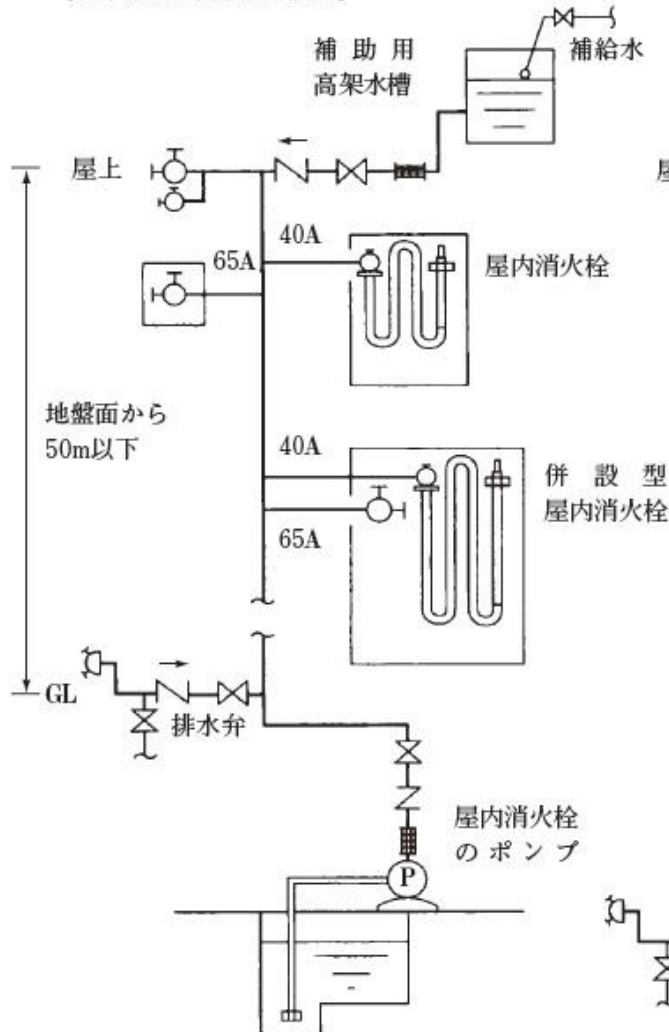 補助用
高架水槽
補給水
屋上
屋
40A
65A
屋内消火栓
地盤面から
50m以下
40A
併設型
屋内消火栓
65A
GL
排水弁
屋内消火栓
のポンプ
P